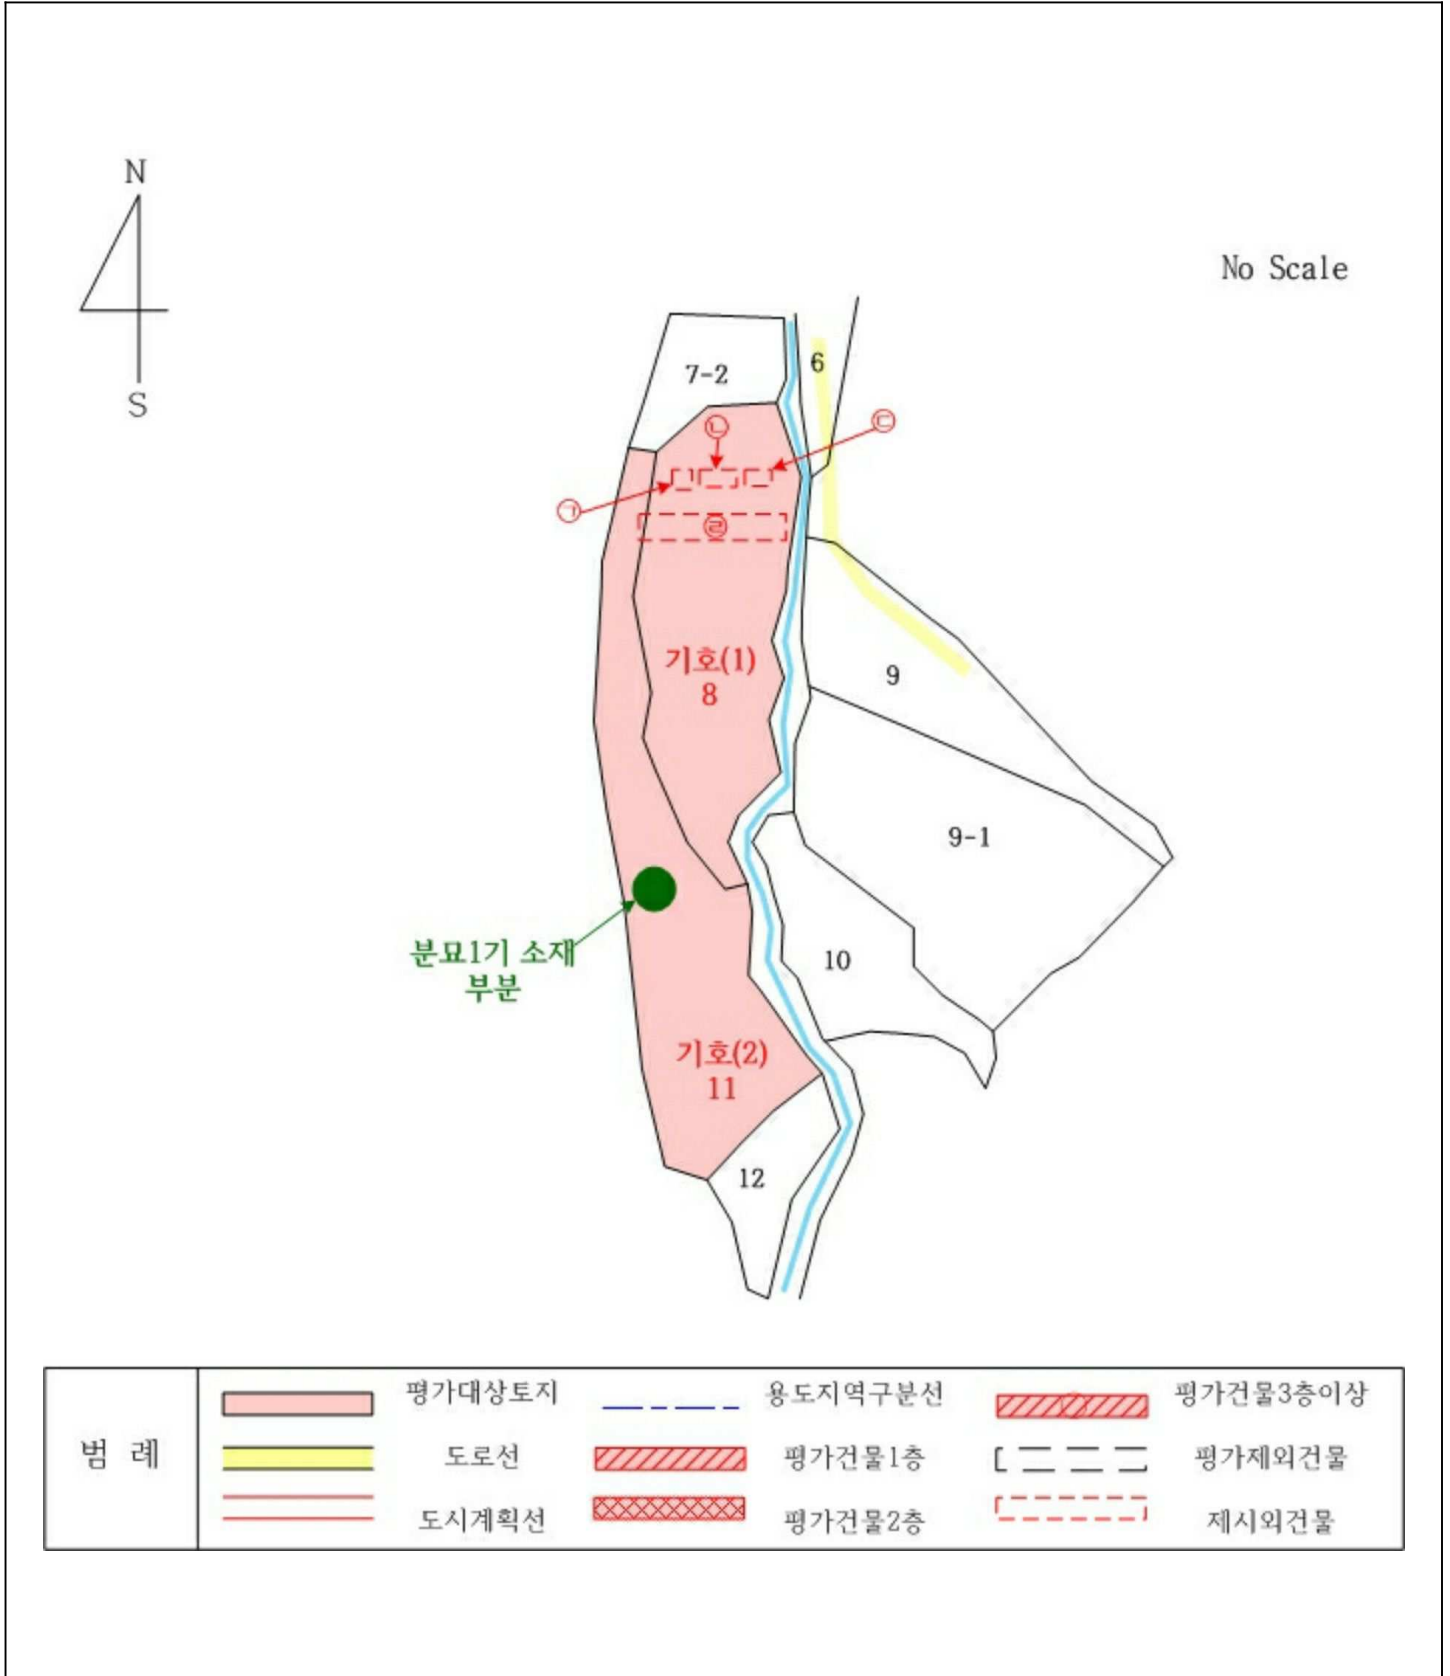 N
S
No Scale
7-2
6
㉡
㉢
㉠
㉣
기호(1)
8
9
9-1
분묘1기 소재
부분
10
기호(2)
11
12
범 례
평가대상토지
용도지역구분선
평가건물3층이상
도로선
평가건물1층
평가제외건물
도시계획선
평가건물2층
제시외건물